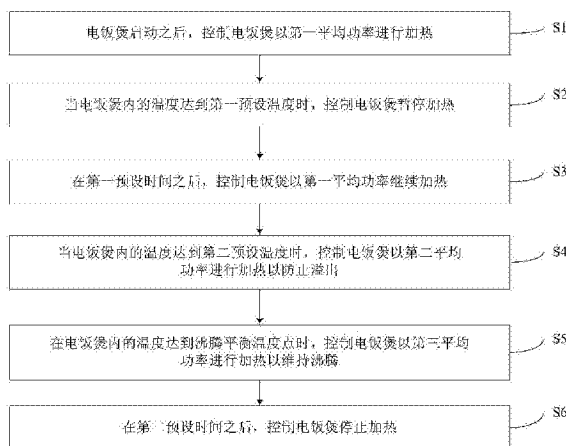 电饭煲启动之后，控制电饭煲以第一平均功率进行加热
S1
当电饭煲内的温度达到第一预设温度时，控制电饭煲暂停加热
S2
在第一预设时间之后，控制电饭煲以第一平均功率继续加热
S3
当电饭煲内的温度达到第二预设温度时，控制电饭煲以第二平均
功率进行加热以防止溢出
S4
在电饭煲内的温度达到沸腾平衡温度点时，控制电饭煲以第三平均
功率进行加热以维持沸腾
S5
在第二预设时间之后，控制电饭煲停止加热
S6